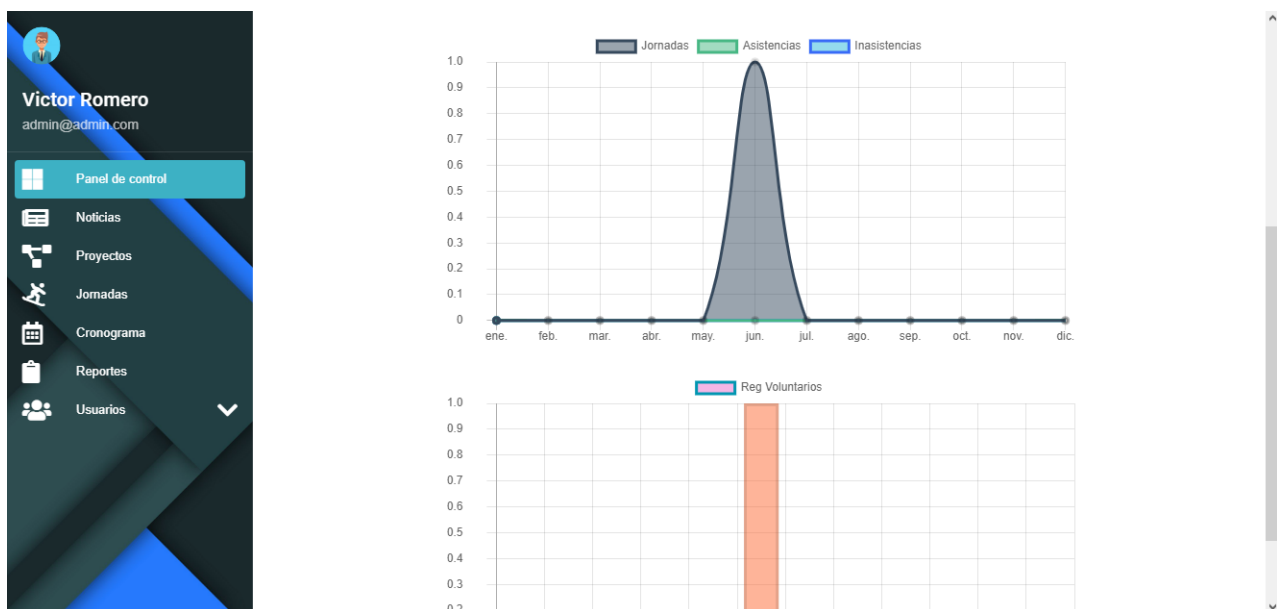 Victor Romero
admin@admin.com
Panel de control
Noticias
Proyectos
Jornadas
Cronograma
Reportes
Usuarios
Jornadas Asistencias Inasistencias
1.0
0.9
0.8
0.7
0.6
0.5
0.4
0.3
0.2
0.1
0
ene. feb. mar. abr. may. jun. jul. ago. sep. oct. nov. dic.
Reg Voluntarios
1.0
0.9
0.8
0.7
0.6
0.5
0.4
0.3
0.2